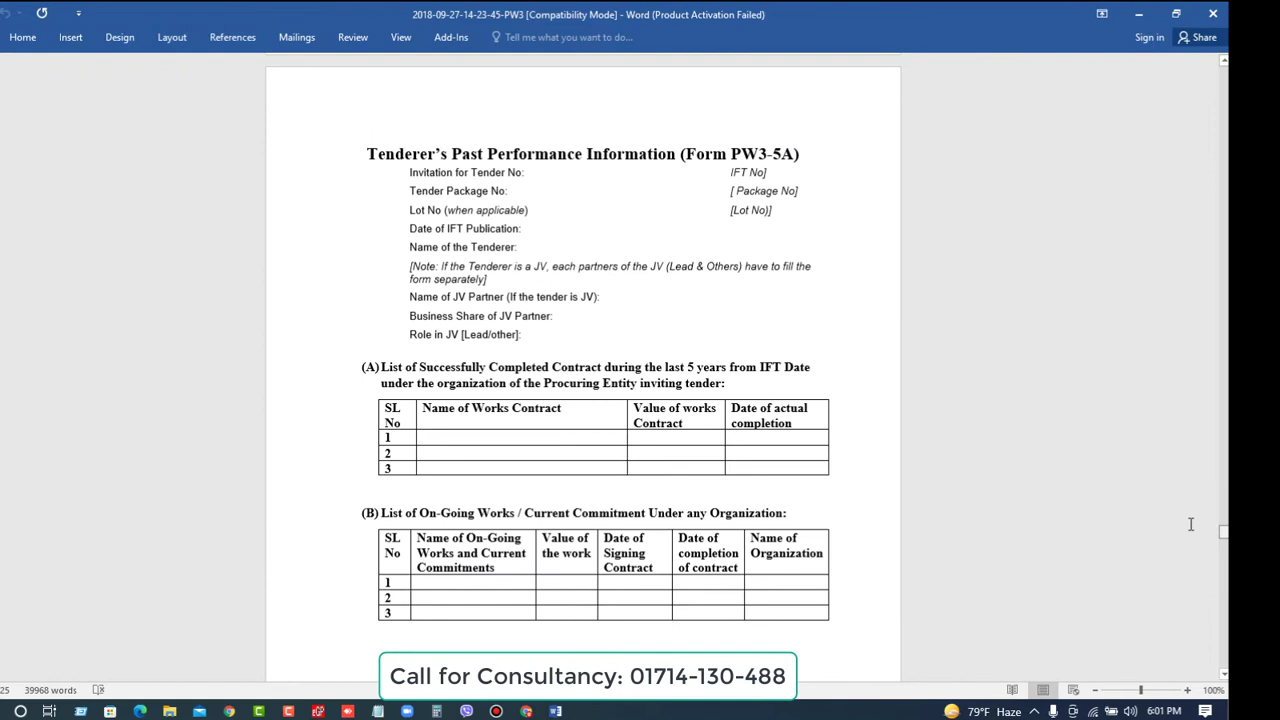 2018-09-27-14-23-45-PW3 [Compatibility Mode] - Word (Product Activation Failed)
Home Insert Design Layout References Mailings Review View Add-Ins Tell me what you want to do... Sign in Share
Tenderer's Past Performance Information (Form PW3-5A)
Invitation for Tender No: IFT No]
Tender Package No: [ Package No]
Lot No (when applicable) [Lot No)]
Date of IFT Publication:
Name of the Tenderer:
[Note: If the Tenderer is a JV, each partners of the JV (Lead & Others) have to fill the
form separately]
Name of JV Partner (If the tender is JV):
Business Share of JV Partner:
Role in JV [Lead/other]:
(A) List of Successfully Completed Contract during the last 5 years from IFT Date
under the organization of the Procuring Entity inviting tender:
SL Name of Works Contract Value of works Date of actual
No Contract completion
1
2
3
(B) List of On-Going Works / Current Commitment Under any Organization:
SL Name of On-Going Value of Date of Date of Name of
No Works and Current the work Signing completion Organization
Commitments Contract of contract
1
2
3
Call for Consultancy: 01714-130-488
25 39968 words 100%
79°F Haze 6:01 PM